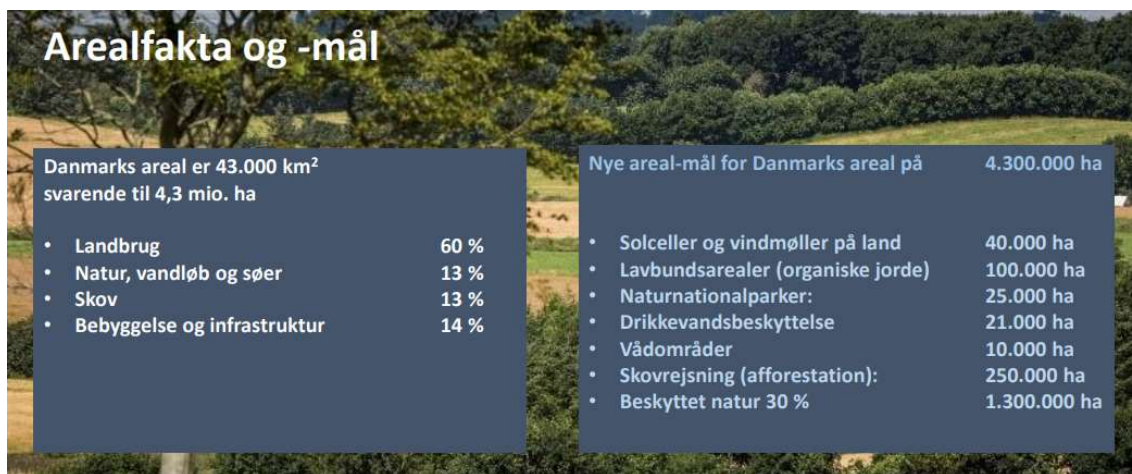 Arealfakta og -mål
Danmarks areal er 43.000 km²
svarende til 4,3 mio. ha
• Landbrug 60 %
• Natur, vandløb og søer 13 %
• Skov 13 %
• Bebyggelse og infrastruktur 14 %
Nye areal-mål for Danmarks areal på 4.300.000 ha
• Solceller og vindmøller på land 40.000 ha
• Lavbundsarealer (organiske jorde) 100.000 ha
• Naturnationalparker: 25.000 ha
• Drikkevandsbeskyttelse 21.000 ha
• Vådområder 10.000 ha
• Skovrejsning (afforestation): 250.000 ha
• Beskyttet natur 30 % 1.300.000 ha